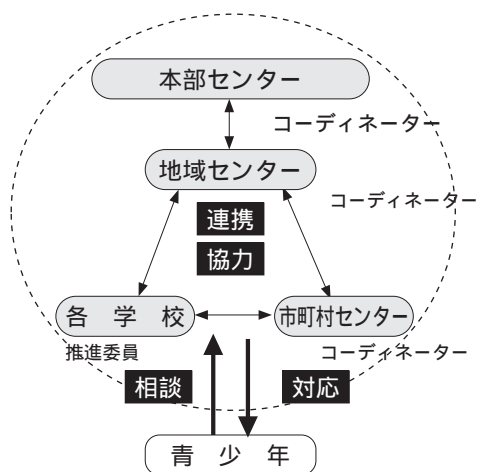 本部センター
コーディネーター
地域センター
コーディネーター
連携
協力
各学校
市町村センター
推進委員
コーディネーター
相談
対応
青少年